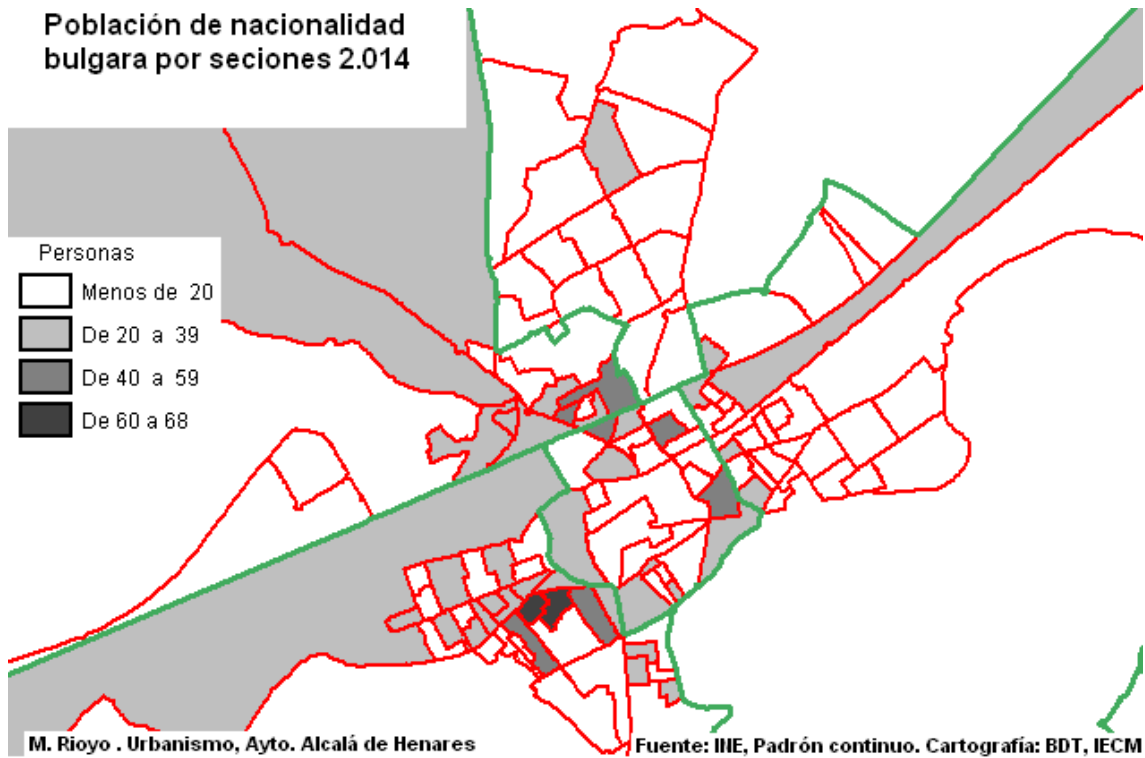 Población de nacionalidad
bulgara por seciones 2.014
Personas
Menos de 20
De 20 a 39
De 40 a 59
De 60 a 68
M. Rioyo . Urbanismo, Ayto. Alcalá de Henares
Fuente: INE, Padrón continuo. Cartografía: BDT, IECM